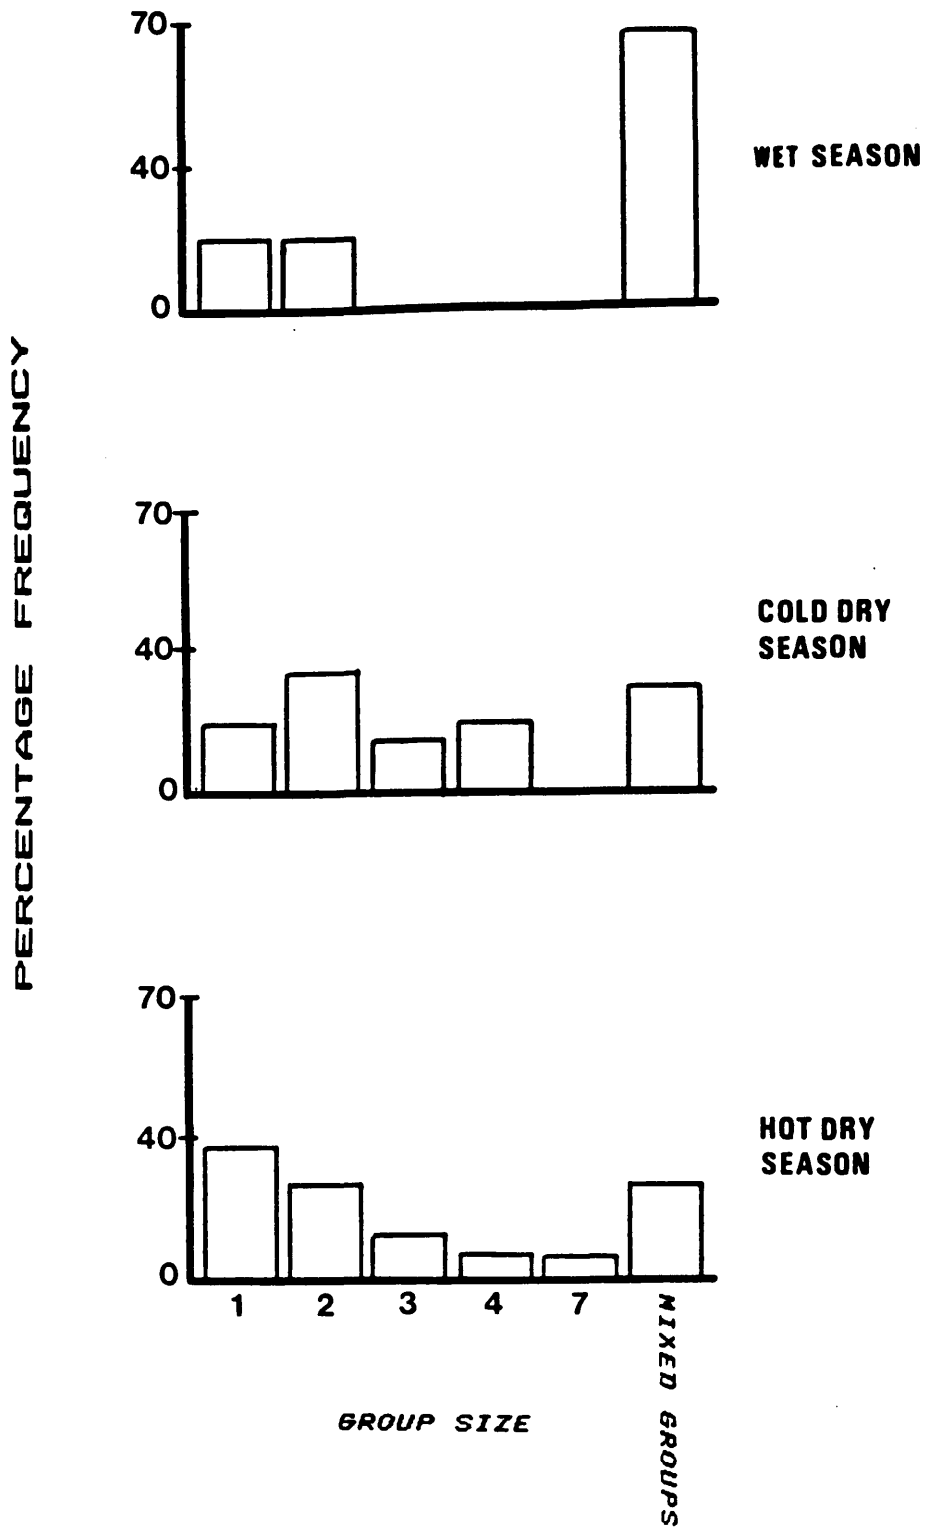 70
40
0
WET SEASON
PERCENTAGE FREQUENCY
70
40
0
COLD DRY
SEASON
70
40
0
HOT DRY
SEASON
1 2 3 4 7 MIXED GROUPS
GROUP SIZE